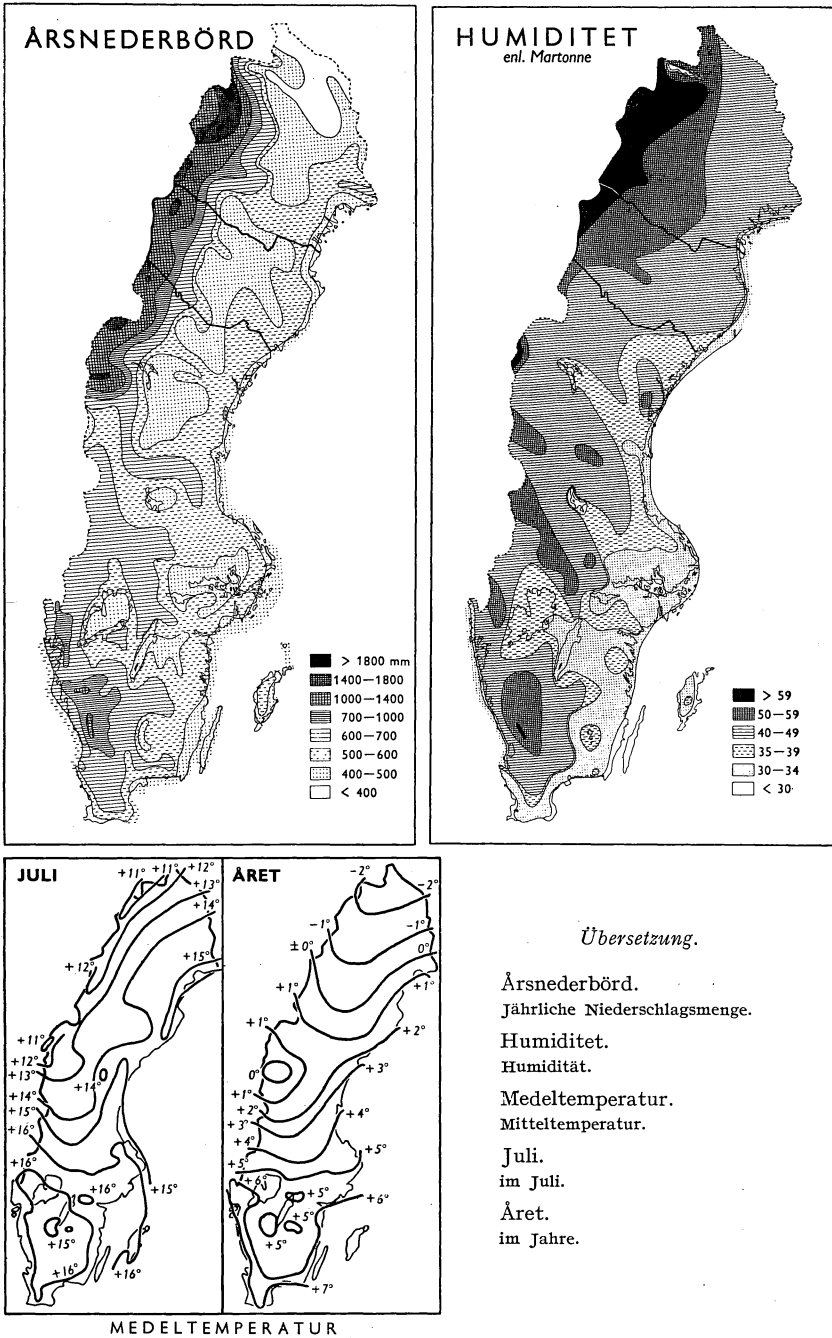 ÅRSNEDERBÖRD
> 1800 mm
1400—1800
1000—1400
700—1000
600—700
500—600
400—500
< 400
HUMIDITET
enl. Martonne
> 59
50—59
40—49
35—39
30—34
< 30
JULI
+11° +11° +12°
+13°
+14°
+15°
+12°
+11°
+12°
+13°
+14°
+14°
+15°
+16°
+16°
+16°
+15°
+15°
+16°
+16°
ÅRET
-2°
-2°
-1°
-1°
±0°
0°
+1°
+1°
+1°
+2°
0°
+3°
+1°
+2°
+3°
+4°
+4°
+5°
+5°
+6°
+5°
+6°
+5°
+5°
+7°
MEDELTEMPERATUR
Übersetzung.
Årsnederbörd.
Jährliche Niederschlagsmenge.
Humiditet.
Humidität.
Medeltemperatur.
Mitteltemperatur.
Juli.
im Juli.
Året.
im Jahre.